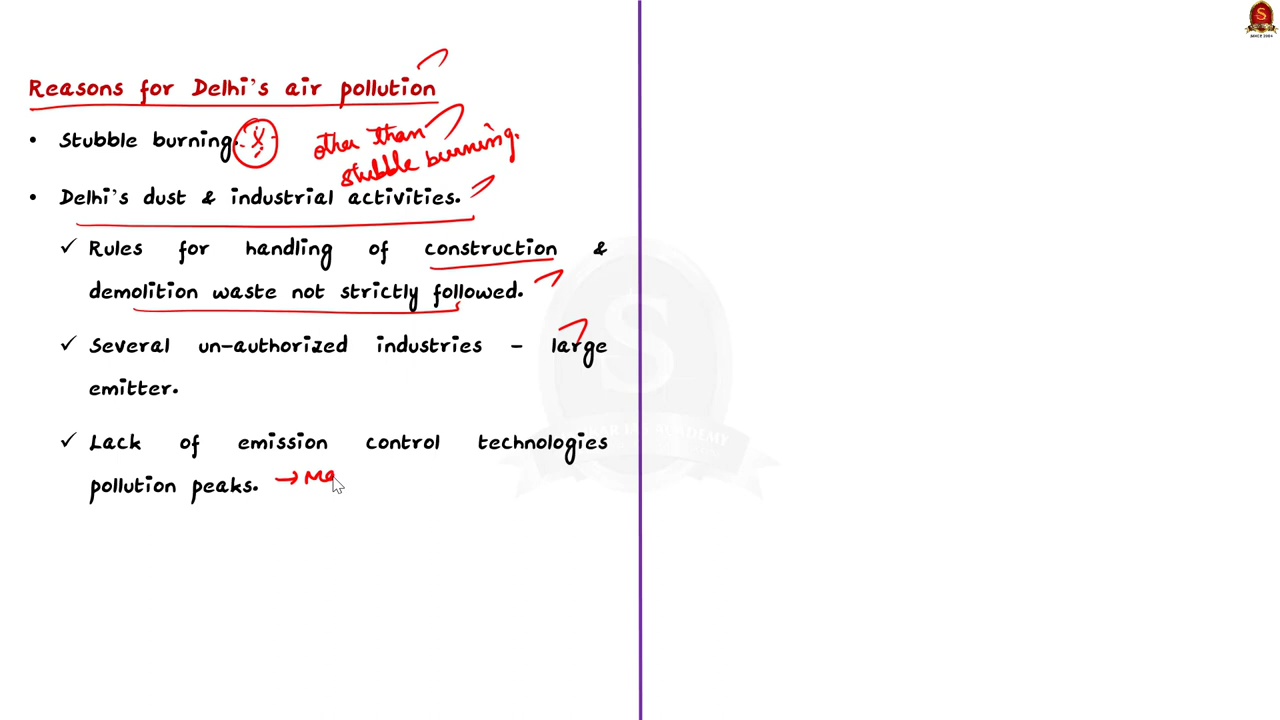 Reasons for Delhi's air pollution
• Stubble burning.
other than
stubble burning.
• Delhi's dust & industrial activities.
✓ Rules for handling of construction &
demolition waste not strictly followed.
✓ Several un-authorized industries - large
emitter.
✓ Lack of emission control technologies
pollution peaks. →
S
SINCE 2004